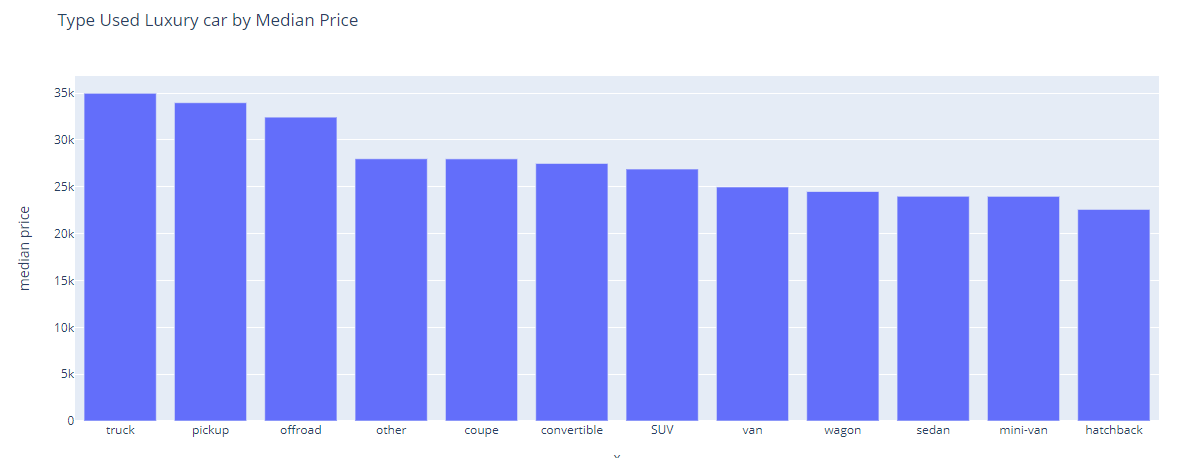 Type Used Luxury car by Median Price
median price
35k
30k
25k
20k
15k
10k
5k
0
truck pickup offroad other coupe convertible SUV van wagon sedan mini-van hatchback